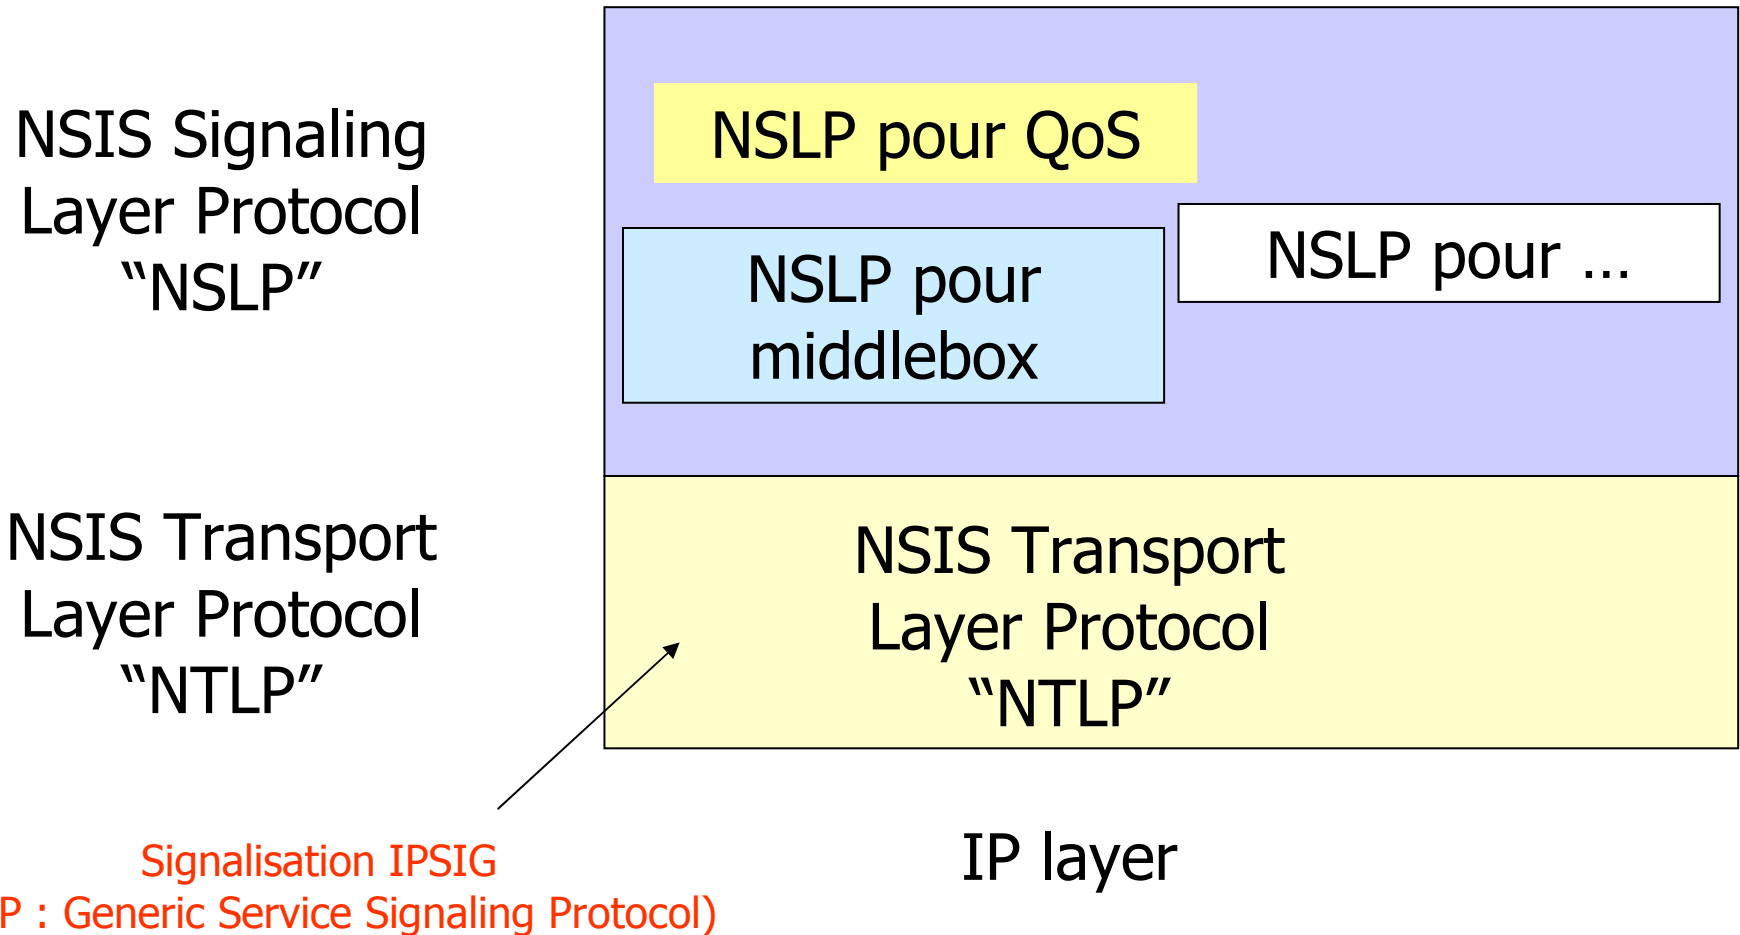 NSIS Signaling
Layer Protocol
“NSLP”
NSLP pour QoS
NSLP pour
middlebox
NSLP pour ...
NSIS Transport
Layer Protocol
“NTLP”
NSIS Transport
Layer Protocol
“NTLP”
Signalisation IPSIG
P : Generic Service Signaling Protocol)
IP layer